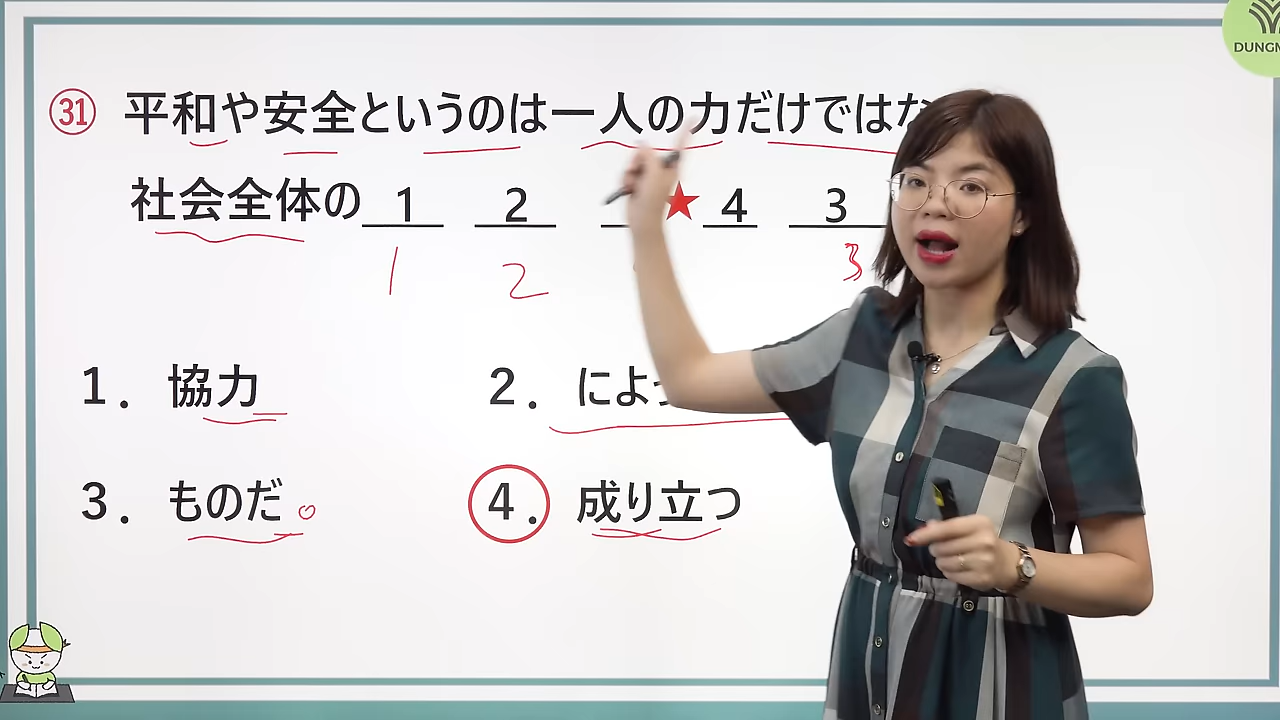 DUNGM
㉛ 平和や安全というのは一人の力だけではな
社会全体の 1 2 ★ 4 3
1 2 3
1. 協力 2. によっ
3. ものだ。 4. 成り立つ